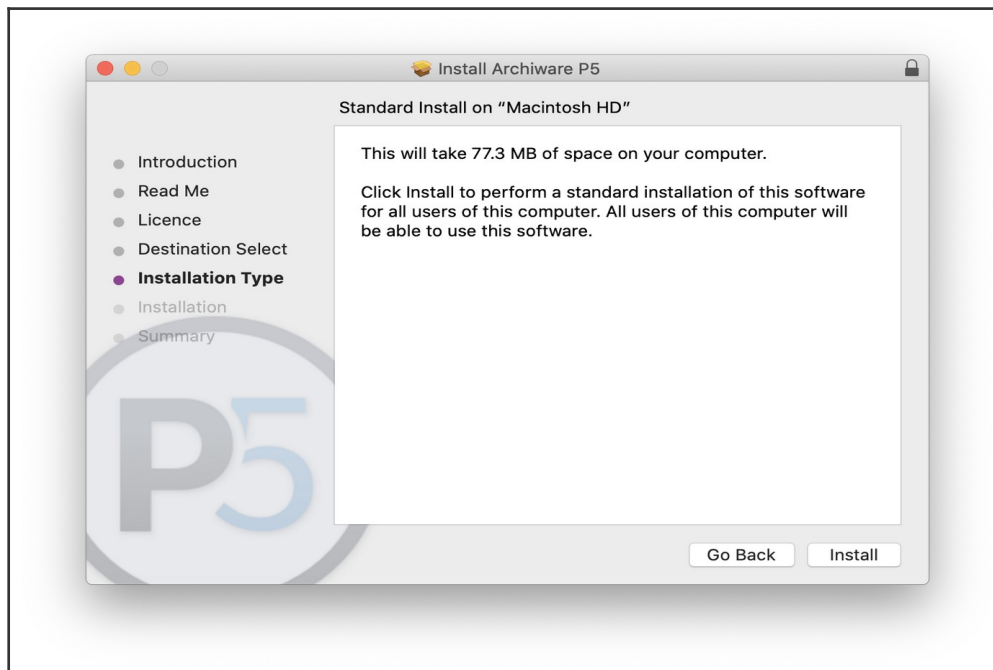 Install Archiware P5
Standard Install on “Macintosh HD”
Introduction
Read Me
Licence
Destination Select
Installation Type
Installation
Summary
This will take 77.3 MB of space on your computer.
Click Install to perform a standard installation of this software
for all users of this computer. All users of this computer will
be able to use this software.
P5
Go Back
Install